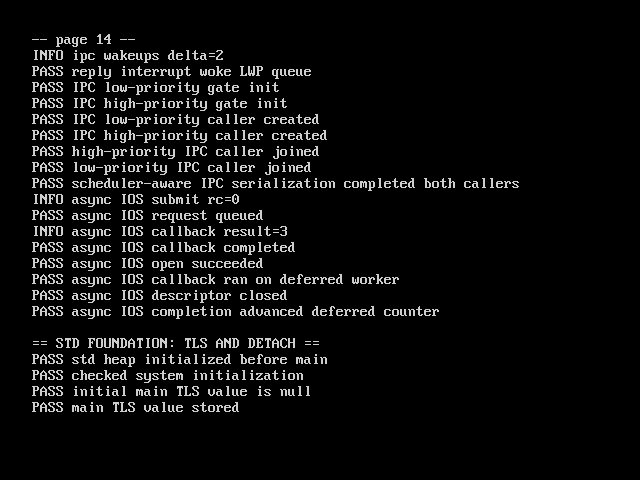 -- page 14 --
INFO ipc wakeups delta=2
PASS reply interrupt woke LWP queue
PASS IPC low-priority gate init
PASS IPC high-priority gate init
PASS IPC low-priority caller created
PASS IPC high-priority caller created
PASS high-priority IPC caller joined
PASS low-priority IPC caller joined
PASS scheduler-aware IPC serialization completed both callers
INFO async IOS submit rc=0
PASS async IOS request queued
INFO async IOS callback result=3
PASS async IOS callback completed
PASS async IOS open succeeded
PASS async IOS callback ran on deferred worker
PASS async IOS descriptor closed
PASS async IOS completion advanced deferred counter
== STD FOUNDATION: TLS AND DETACH ==
PASS std heap initialized before main
PASS checked system initialization
PASS initial main TLS value is null
PASS main TLS value stored